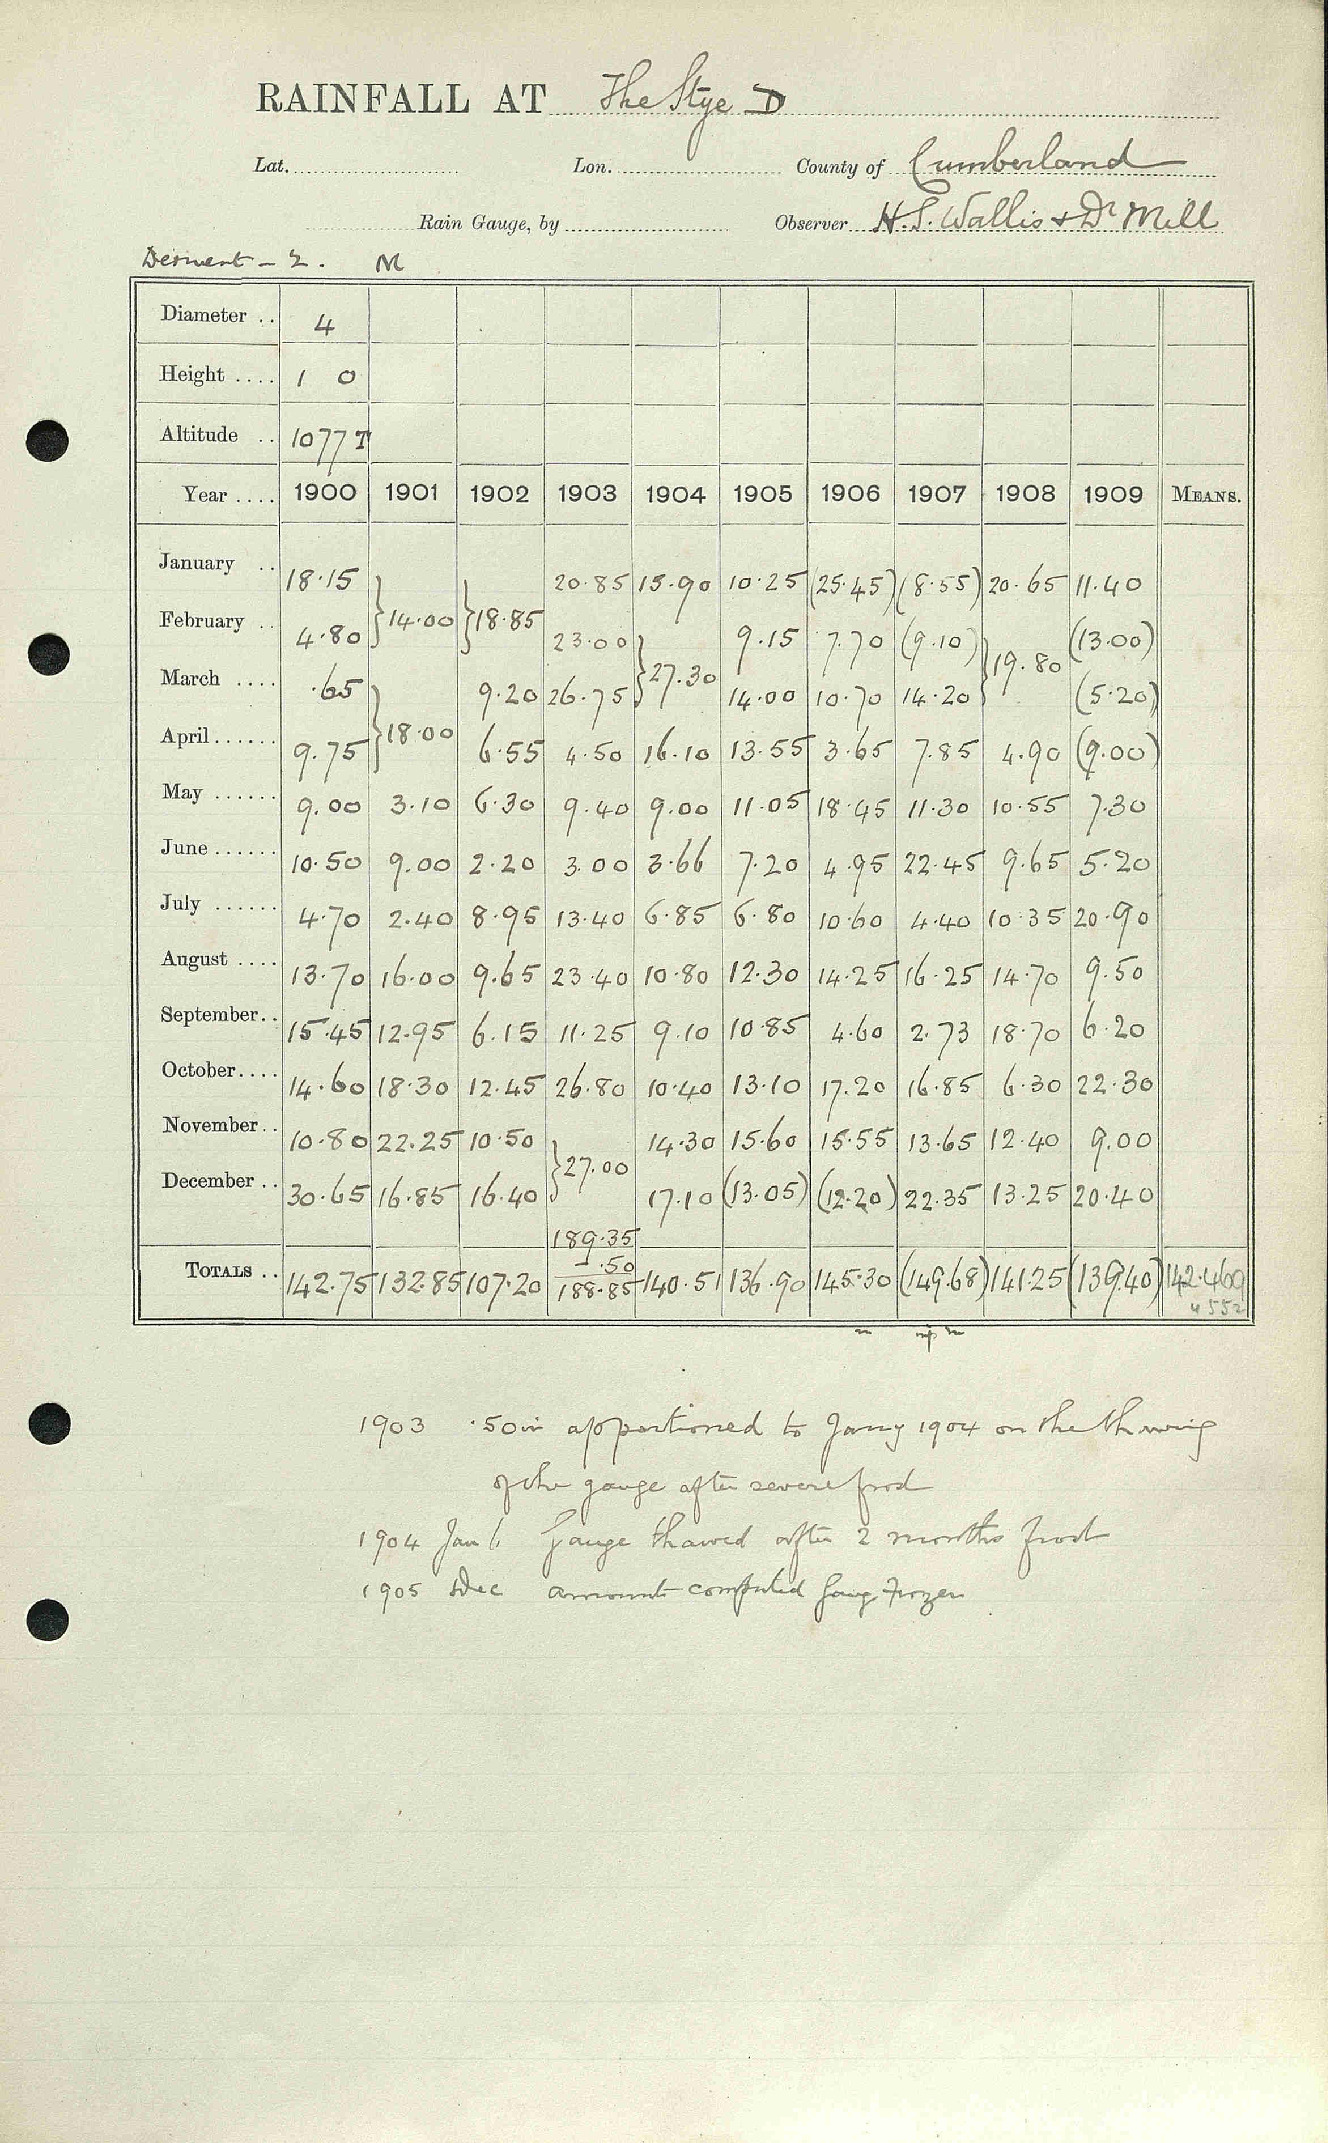 RAINFALL AT The Stye D
Lat. Lon. County of Cumberland
Rain Gauge, by Observer H.S. Wallis & Dr Mill
Derwent – 2. M
Diameter .. 4
Height .... 1 0
Altitude .. 1077 T
Year .... 1900 1901 1902 1903 1904 1905 1906 1907 1908 1909 MEANS.
January .. 18.15 } } 20.85 15.90 10.25 (25.45) (8.55) 20.65 11.40
February .. 4.80 14.00 18.85 23.00 } 9.15 7.70 (9.10) } (13.00)
March .... .65 } 9.20 26.75 27.30 14.00 10.70 14.20 19.80 (5.20)
April ...... 9.75 18.00 6.55 4.50 16.10 13.55 3.65 7.85 4.90 (9.00)
May ...... 9.00 3.10 6.30 9.40 9.00 11.05 18.45 11.30 10.55 7.30
June ...... 10.50 9.00 2.20 3.00 3.66 7.20 4.95 22.45 9.65 5.20
July ...... 4.70 2.40 8.95 13.40 6.85 6.80 10.60 4.40 10.35 20.90
August .... 13.70 16.00 9.65 23.40 10.80 12.30 14.25 16.25 14.70 9.50
September.. 15.45 12.95 6.15 11.25 9.10 10.85 4.60 2.73 18.70 6.20
October.... 14.60 18.30 12.45 26.80 10.40 13.10 17.20 16.85 6.30 22.30
November.. 10.80 22.25 10.50 } 14.30 15.60 15.55 13.65 12.40 9.00
December .. 30.65 16.85 16.40 27.00 17.10 (13.05) (12.20) 22.35 13.25 20.40
189.35
- .50
TOTALS .. 142.75 132.85 107.20 188.85 140.51 136.90 145.30 (149.68) 141.25 (139.40) 142.469
4552
1903 .50in apportioned to Jany 1904 on the thawing
of the gauge after severe frost
1904 Jan 6 Gauge thawed after 2 months frost
1905 Dec amount computed gauge frozen